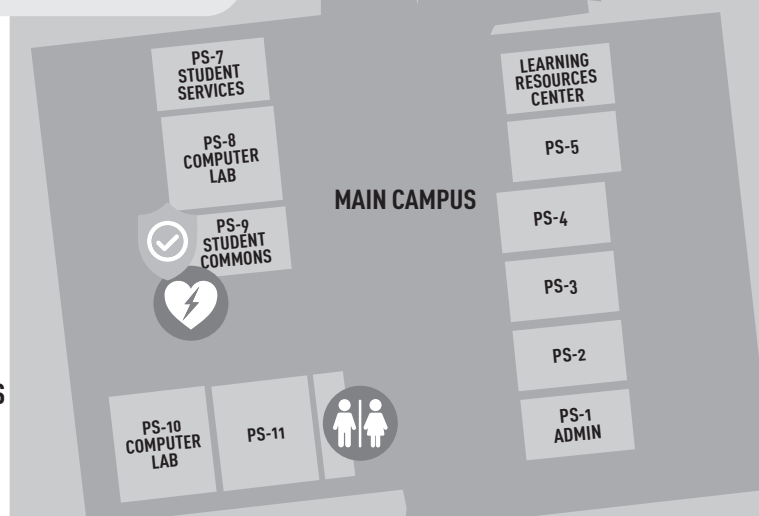 PS-7
STUDENT
SERVICES
PS-8
COMPUTER
LAB
PS-9
STUDENT
COMMONS
MAIN CAMPUS
LEARNING
RESOURCES
CENTER
PS-5
PS-4
PS-3
PS-2
PS-1
ADMIN
PS-10
COMPUTER
LAB
PS-11
S